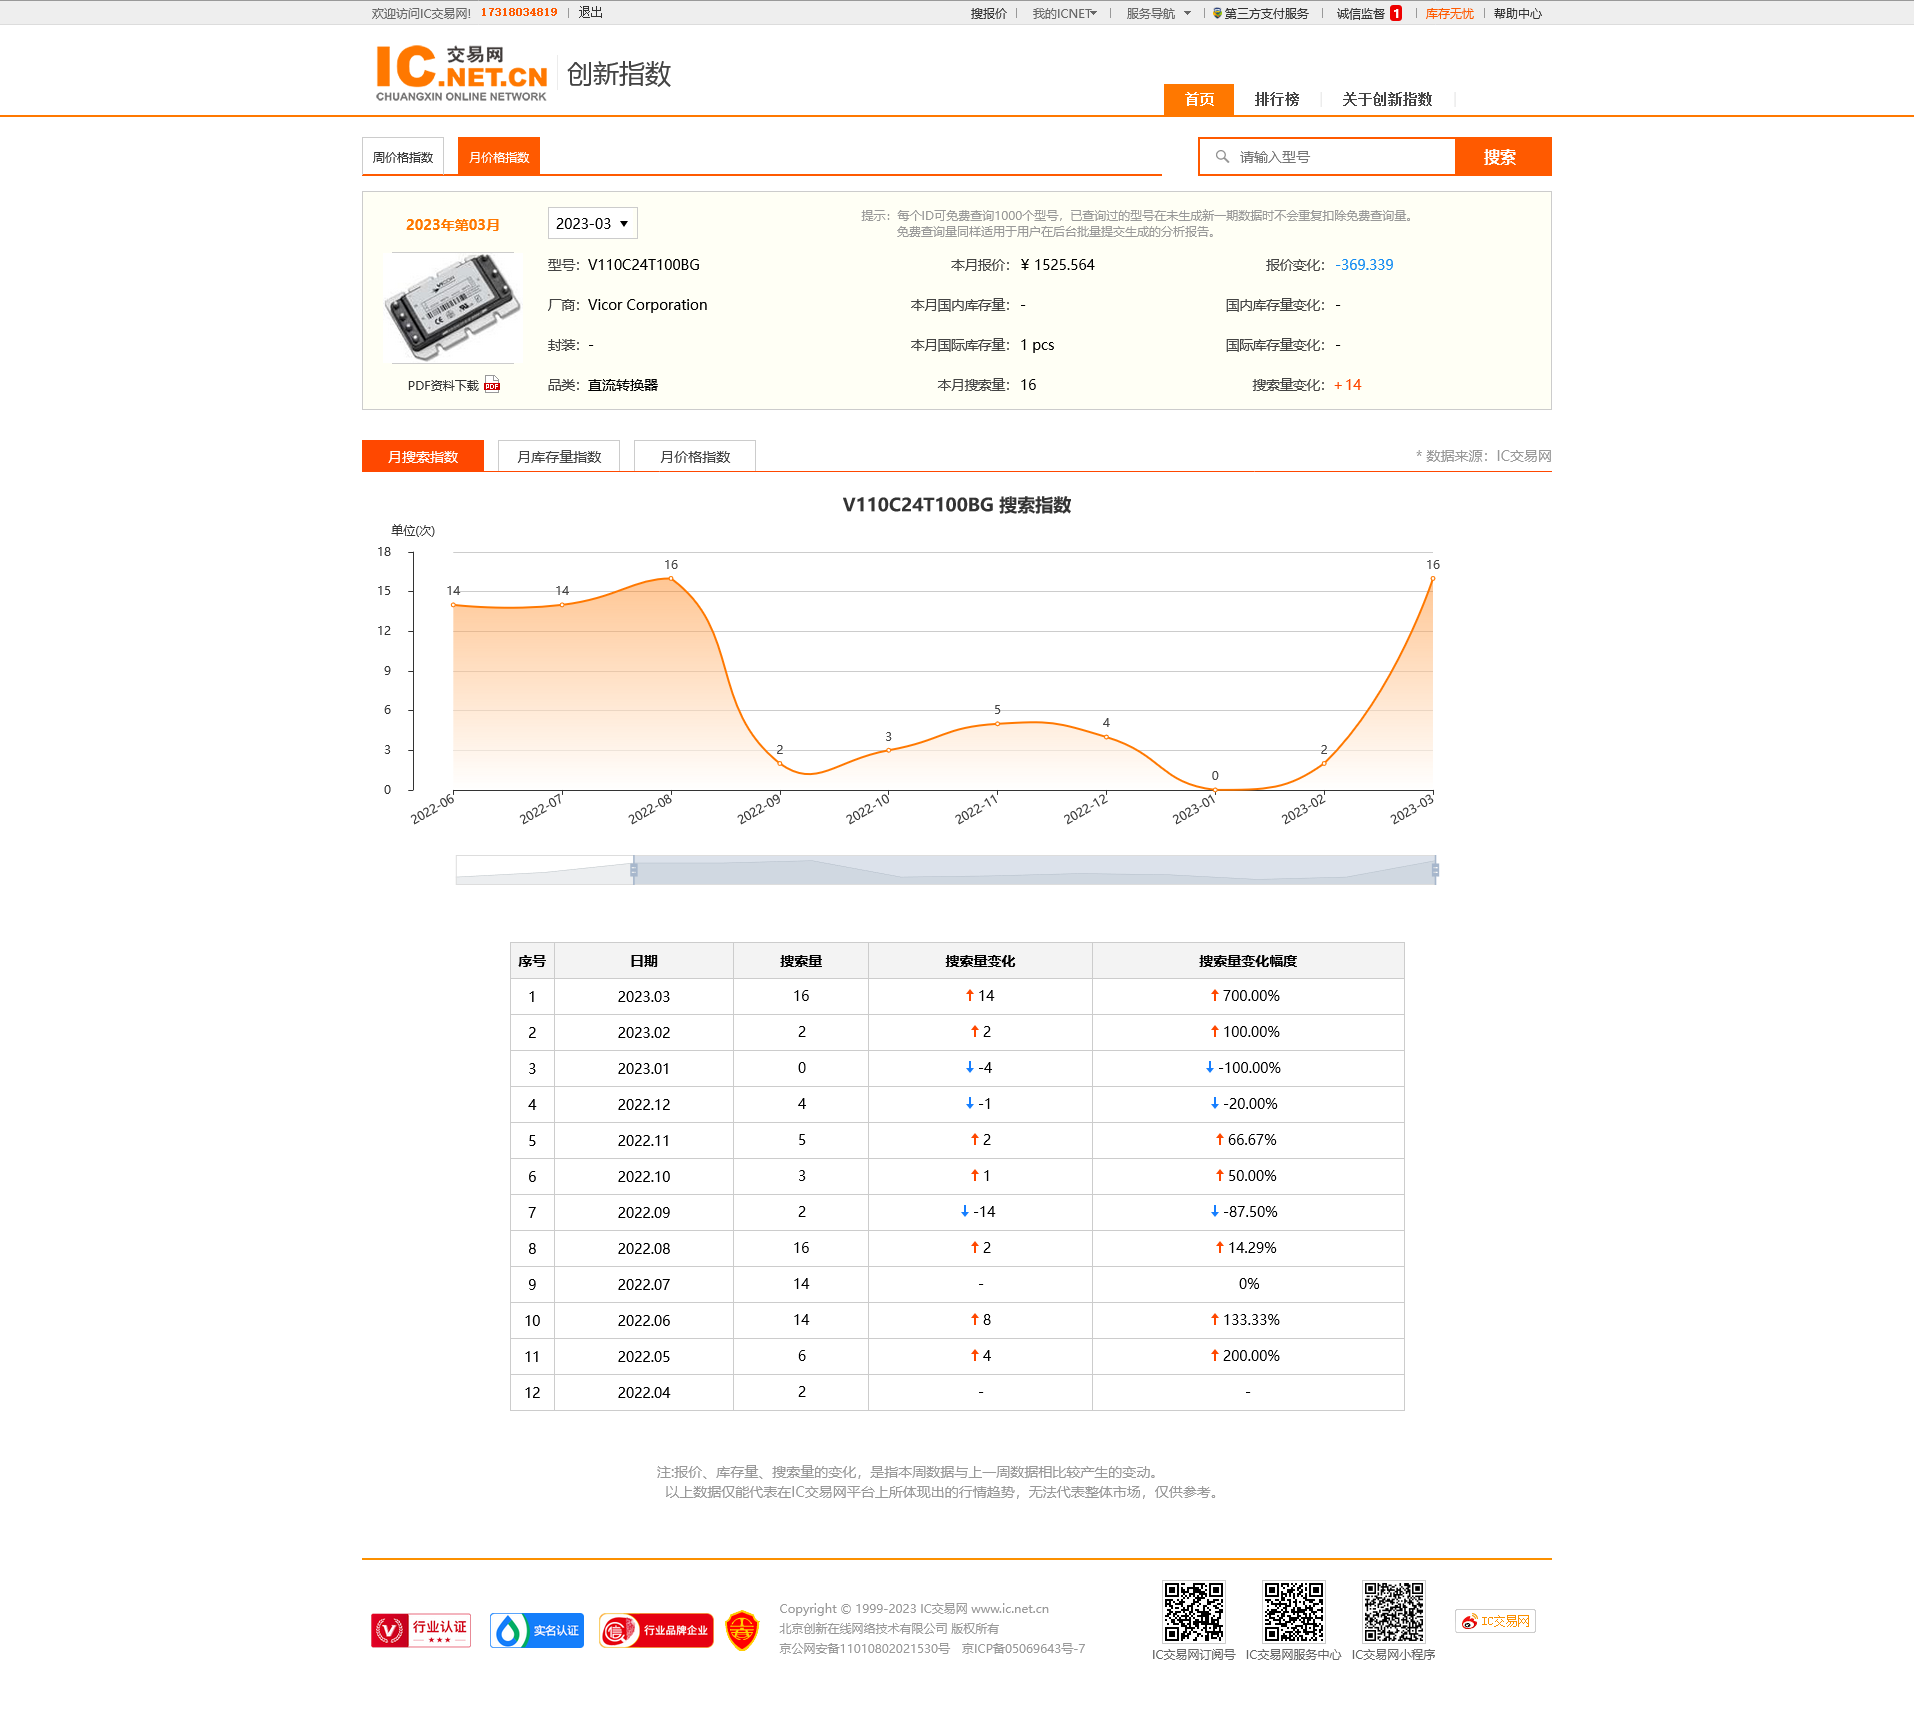 欢迎访问IC交易网! 17318034819 退出 搜报价 我的ICNET 服务导航 第三方支付服务 诚信监督 1 库存无忧 帮助中心
IC.NET.CN 交易网 CHUANGXIN ONLINE NETWORK 创新指数
首页 排行榜 关于创新指数
周价格指数 月价格指数 请输入型号 搜索
2023年第03月 2023-03 提示：每个ID可免费查询1000个型号，已查询过的型号在未生成新一期数据时不会重复扣除免费查询量。
免费查询量同样适用于用户在后台批量提交生成的分析报告。
型号：V110C24T100BG 本月报价：¥ 1525.564 报价变化：-369.339
厂商：Vicor Corporation 本月国内库存量：- 国内库存量变化：-
封装：- 本月国际库存量：1 pcs 国际库存量变化：-
PDF资料下载 品类：直流转换器 本月搜索量：16 搜索量变化：+ 14
月搜索指数 月库存量指数 月价格指数 * 数据来源：IC交易网
V110C24T100BG 搜索指数
单位(次)
18
15
12
9
6
3
0
14 14 16 2 3 5 4 0 2 16
2022-06 2022-07 2022-08 2022-09 2022-10 2022-11 2022-12 2023-01 2023-02 2023-03
序号 日期 搜索量 搜索量变化 搜索量变化幅度
1 2023.03 16 ↑ 14 ↑ 700.00%
2 2023.02 2 ↑ 2 ↑ 100.00%
3 2023.01 0 ↓ -4 ↓ -100.00%
4 2022.12 4 ↓ -1 ↓ -20.00%
5 2022.11 5 ↑ 2 ↑ 66.67%
6 2022.10 3 ↑ 1 ↑ 50.00%
7 2022.09 2 ↓ -14 ↓ -87.50%
8 2022.08 16 ↑ 2 ↑ 14.29%
9 2022.07 14 - 0%
10 2022.06 14 ↑ 8 ↑ 133.33%
11 2022.05 6 ↑ 4 ↑ 200.00%
12 2022.04 2 - -
注:报价、库存量、搜索量的变化，是指本周数据与上一周数据相比较产生的变动。
以上数据仅能代表在IC交易网平台上所体现出的行情趋势，无法代表整体市场，仅供参考。
行业认证 实名认证 行业品牌企业
Copyright © 1999-2023 IC交易网 www.ic.net.cn
北京创新在线网络技术有限公司 版权所有
京公网安备11010802021530号 京ICP备05069643号-7
IC交易网订阅号 IC交易网服务中心 IC交易网小程序 IC交易网